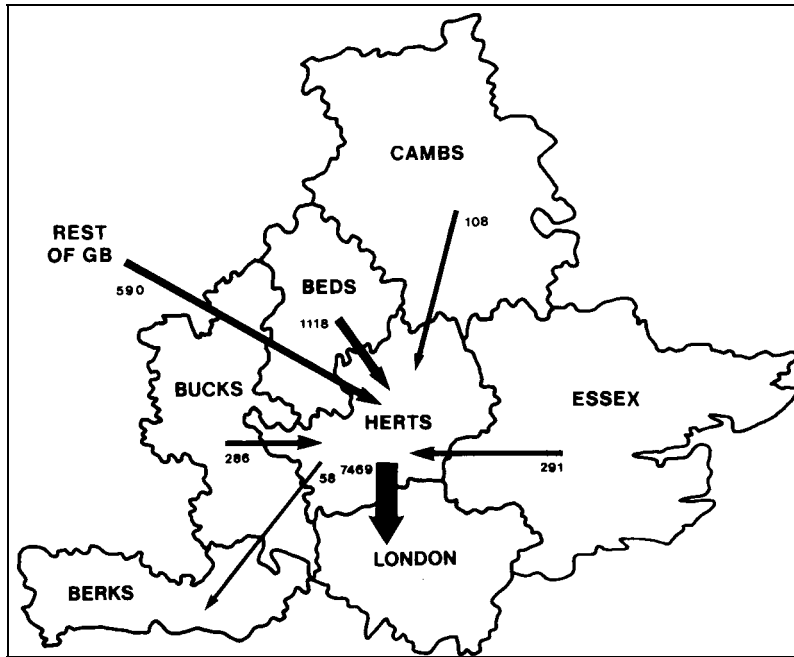 CAMBS
108
REST
OF GB
590
BEDS
1118
BUCKS
ESSEX
HERTS
286
58
7469
291
LONDON
BERKS